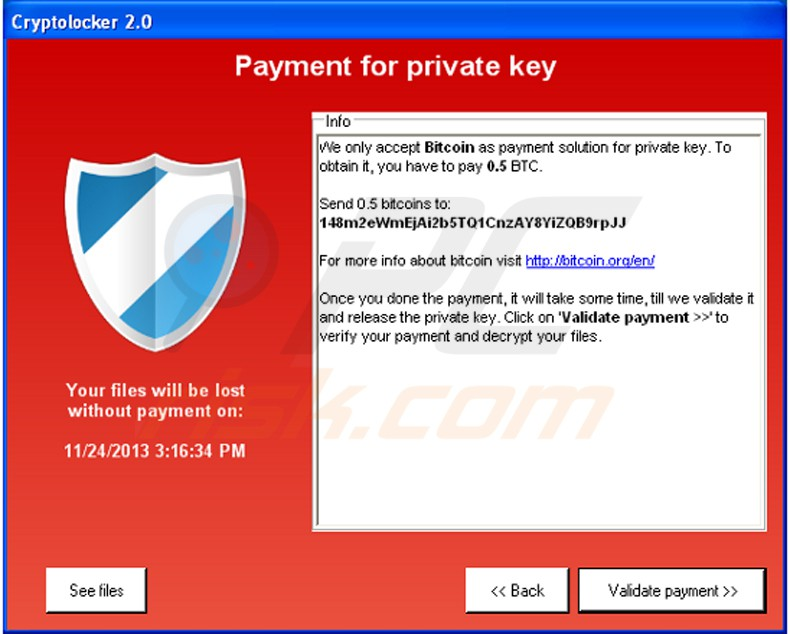 Cryptolocker 2.0
Payment for private key
Info
We only accept Bitcoin as payment solution for private key. To
obtain it, you have to pay 0.5 BTC.
Send 0.5 bitcoins to:
148m2eWmEjAi2b5TQ1CnzAY8YiZQB9rpJJ
For more info about bitcoin visit http://bitcoin.org/en/
Once you done the payment, it will take some time, till we validate it
and release the private key. Click on 'Validate payment >>' to
verify your payment and decrypt your files.
Your files will be lost
without payment on:
11/24/2013 3:16:34 PM
See files
<< Back
Validate payment >>
PC
risk.com